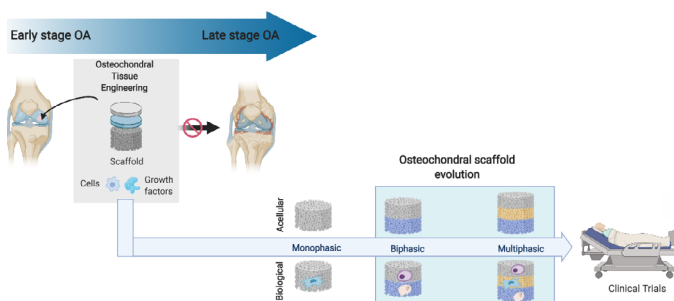 Early stage OA
Late stage OA
Osteochondral
Tissue
Engineering
Scaffold
Cells
Growth
factors
Osteochondral scaffold
evolution
Acellular
Monophasic
Biphasic
Multiphasic
Biological
Clinical Trials